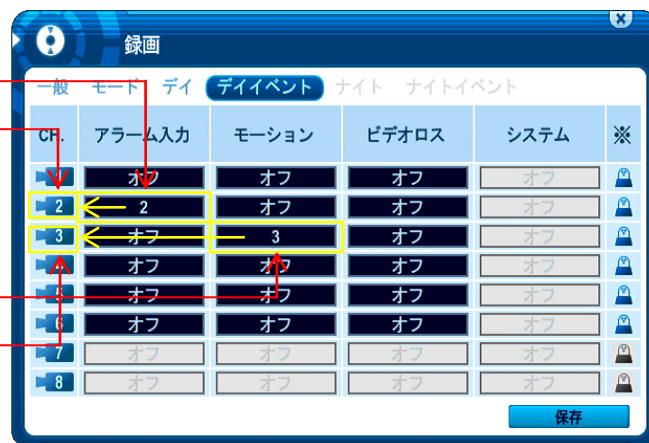 録画
一般 モード デイ デイイベント ナイト ナイトイベント
CH. アラーム入力 モーション ビデオロス システム ※
1 オフ オフ オフ オフ
2 2 オフ オフ オフ
3 オフ 3 オフ オフ
4 オフ オフ オフ オフ
5 オフ オフ オフ オフ
6 オフ オフ オフ オフ
7 オフ オフ オフ オフ
8 オフ オフ オフ オフ
保存